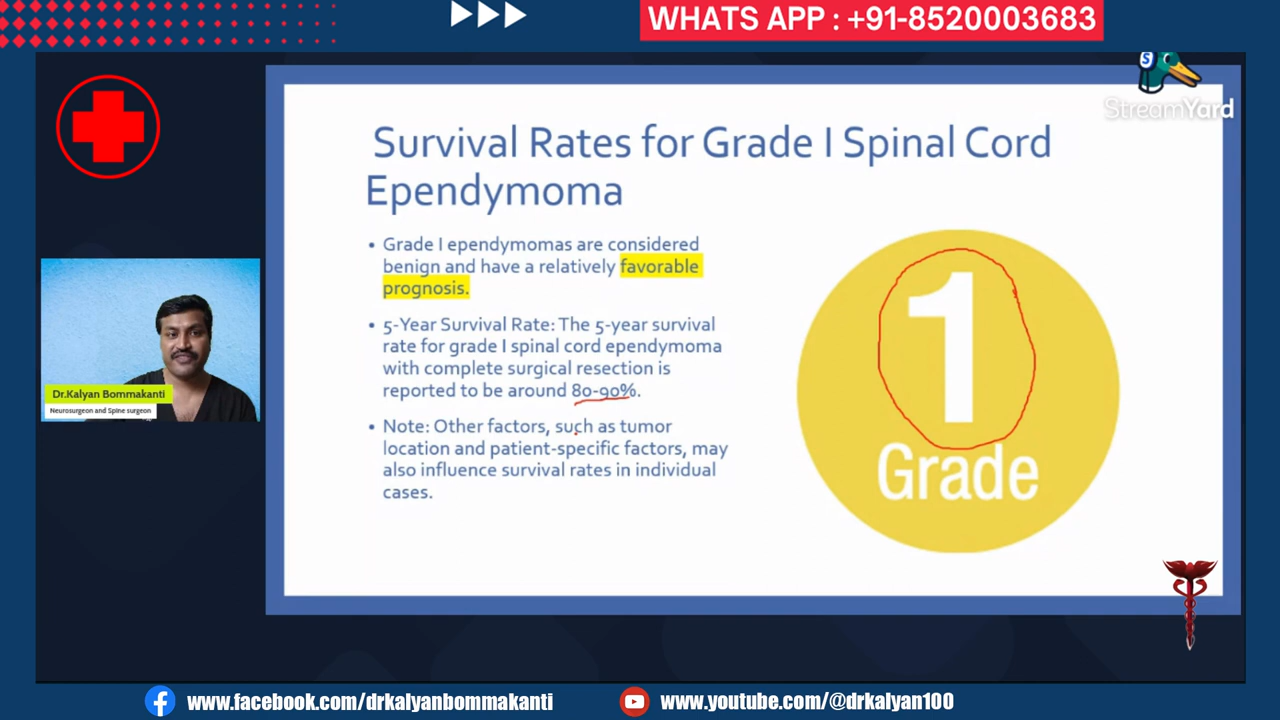 WHATS APP : +91-8520003683
S
StreamYard
Survival Rates for Grade I Spinal Cord
Ependymoma
• Grade I ependymomas are considered
benign and have a relatively favorable
prognosis.
• 5-Year Survival Rate: The 5-year survival
rate for grade I spinal cord ependymoma
with complete surgical resection is
reported to be around 80-90%.
• Note: Other factors, such as tumor
location and patient-specific factors, may
also influence survival rates in individual
cases.
1
Grade
Dr.Kalyan Bommakanti
Neurosurgeon and Spine surgeon
www.facebook.com/drkalyanbommakanti
www.youtube.com/@drkalyan100